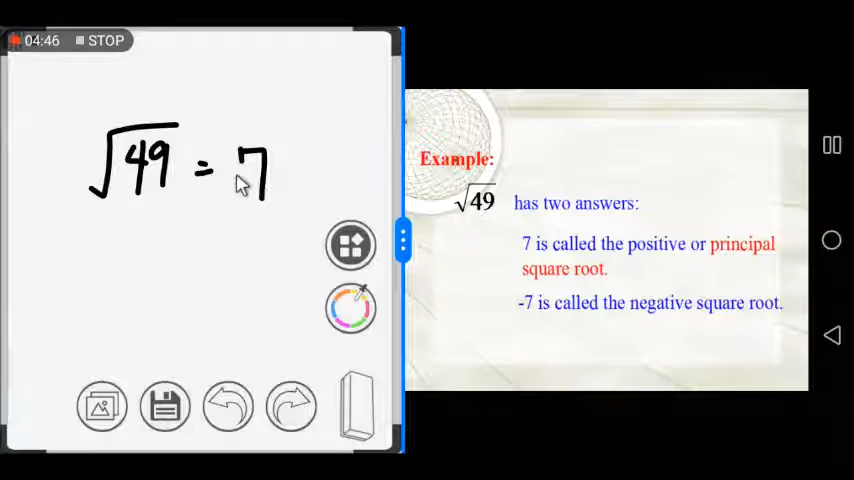 04:46 STOP
√49 = 7
Example:
√49 has two answers:
7 is called the positive or principal
square root.
-7 is called the negative square root.